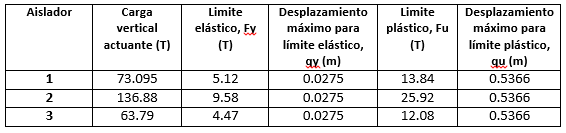 Aislador Carga vertical actuante (T) Limite elástico, Fy (T) Desplazamiento máximo para límite elástico, qy (m) Limite plástico, Fu (T) Desplazamiento máximo para límite plástico, qu (m)
1 73.095 5.12 0.0275 13.84 0.5366
2 136.88 9.58 0.0275 25.92 0.5366
3 63.79 4.47 0.0275 12.08 0.5366